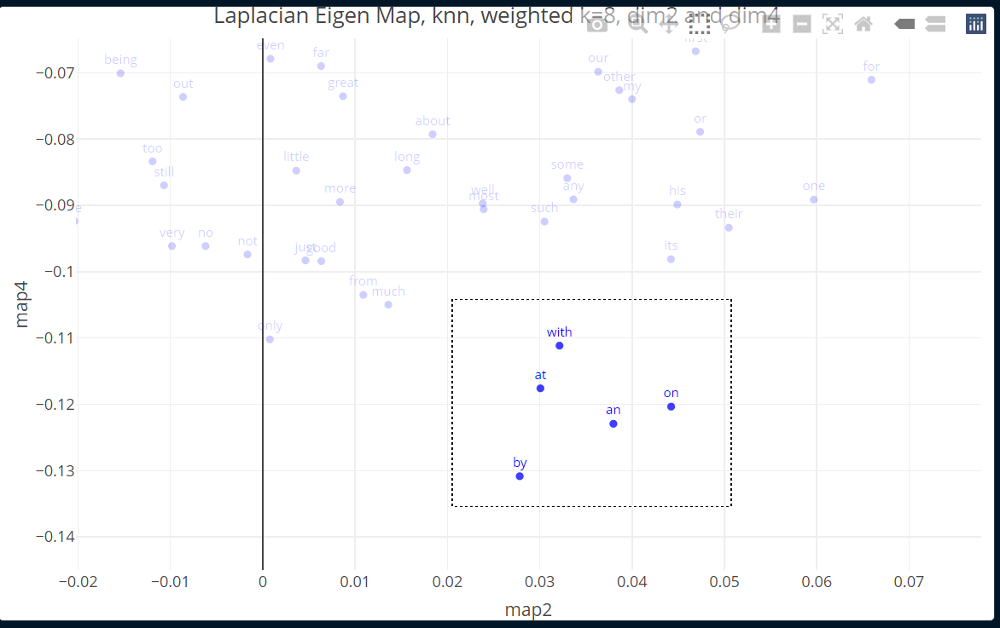 Laplacian Eigen Map, knn, weighted k=8, dim2 and dim4
even
first
far
being
our
for
out
great
other
my
about
or
too
little
long
some
still
well
most
any
his
one
more
such
their
e
very
no
not
just
good
its
from
much
only
with
at
on
an
by
−0.07
−0.08
−0.09
−0.1
−0.11
−0.12
−0.13
−0.14
map4
−0.02 −0.01 0 0.01 0.02 0.03 0.04 0.05 0.06 0.07
map2